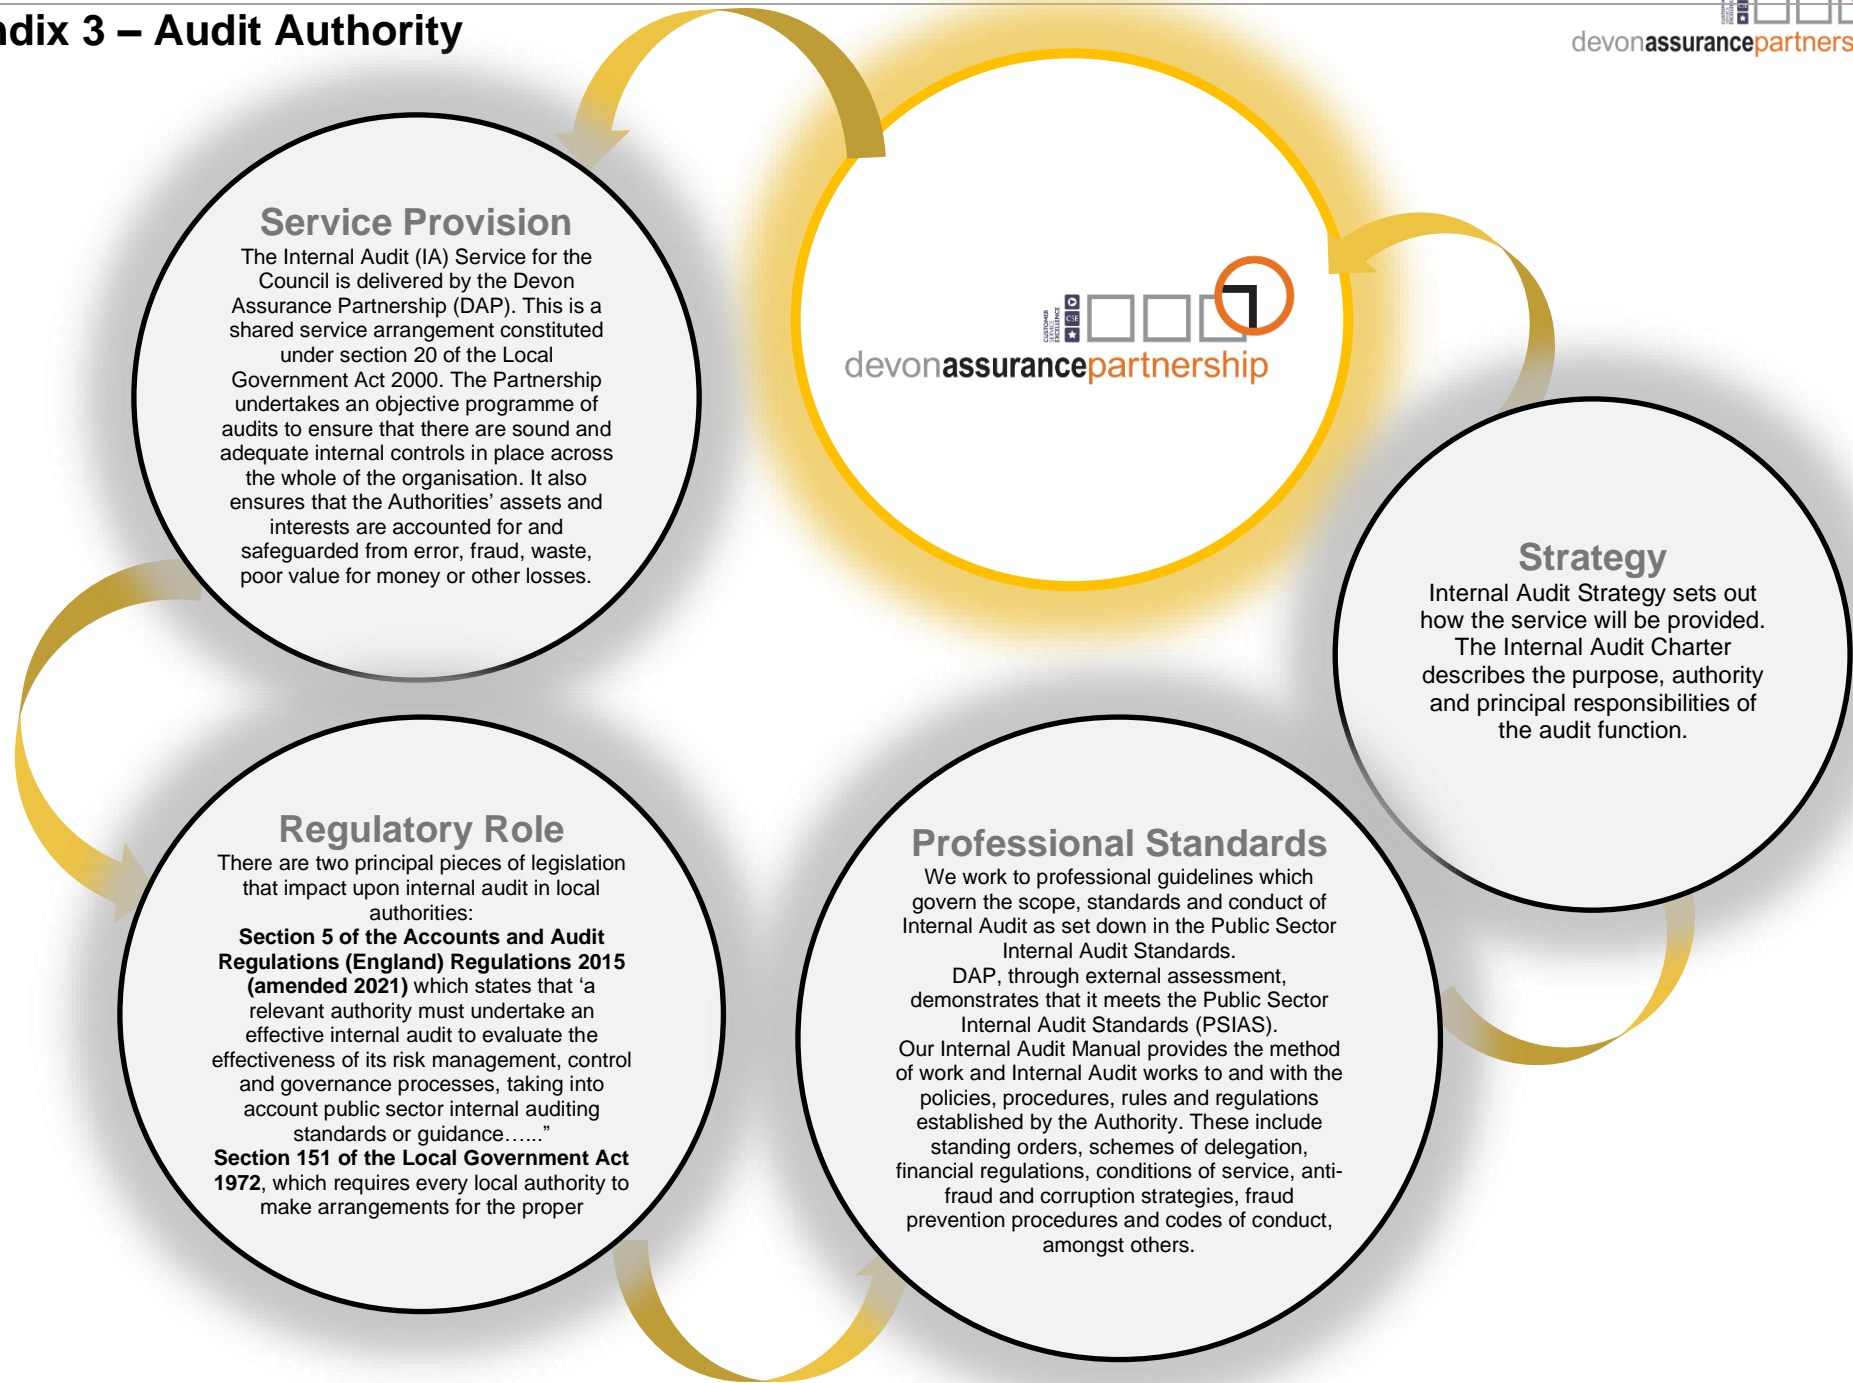 ndix 3 – Audit Authority
devonassurancepartners
Service Provision
The Internal Audit (IA) Service for the
Council is delivered by the Devon
Assurance Partnership (DAP). This is a
shared service arrangement constituted
under section 20 of the Local
Government Act 2000. The Partnership
undertakes an objective programme of
audits to ensure that there are sound and
adequate internal controls in place across
the whole of the organisation. It also
ensures that the Authorities’ assets and
interests are accounted for and
safeguarded from error, fraud, waste,
poor value for money or other losses.
CUSTOMER
SERVICE
EXCELLENCE
CSE
devonassurancepartnership
Strategy
Internal Audit Strategy sets out
how the service will be provided.
The Internal Audit Charter
describes the purpose, authority
and principal responsibilities of
the audit function.
Regulatory Role
There are two principal pieces of legislation
that impact upon internal audit in local
authorities:
Section 5 of the Accounts and Audit
Regulations (England) Regulations 2015
(amended 2021) which states that ‘a
relevant authority must undertake an
effective internal audit to evaluate the
effectiveness of its risk management, control
and governance processes, taking into
account public sector internal auditing
standards or guidance…...”
Section 151 of the Local Government Act
1972, which requires every local authority to
make arrangements for the proper
Professional Standards
We work to professional guidelines which
govern the scope, standards and conduct of
Internal Audit as set down in the Public Sector
Internal Audit Standards.
DAP, through external assessment,
demonstrates that it meets the Public Sector
Internal Audit Standards (PSIAS).
Our Internal Audit Manual provides the method
of work and Internal Audit works to and with the
policies, procedures, rules and regulations
established by the Authority. These include
standing orders, schemes of delegation,
financial regulations, conditions of service, anti-
fraud and corruption strategies, fraud
prevention procedures and codes of conduct,
amongst others.